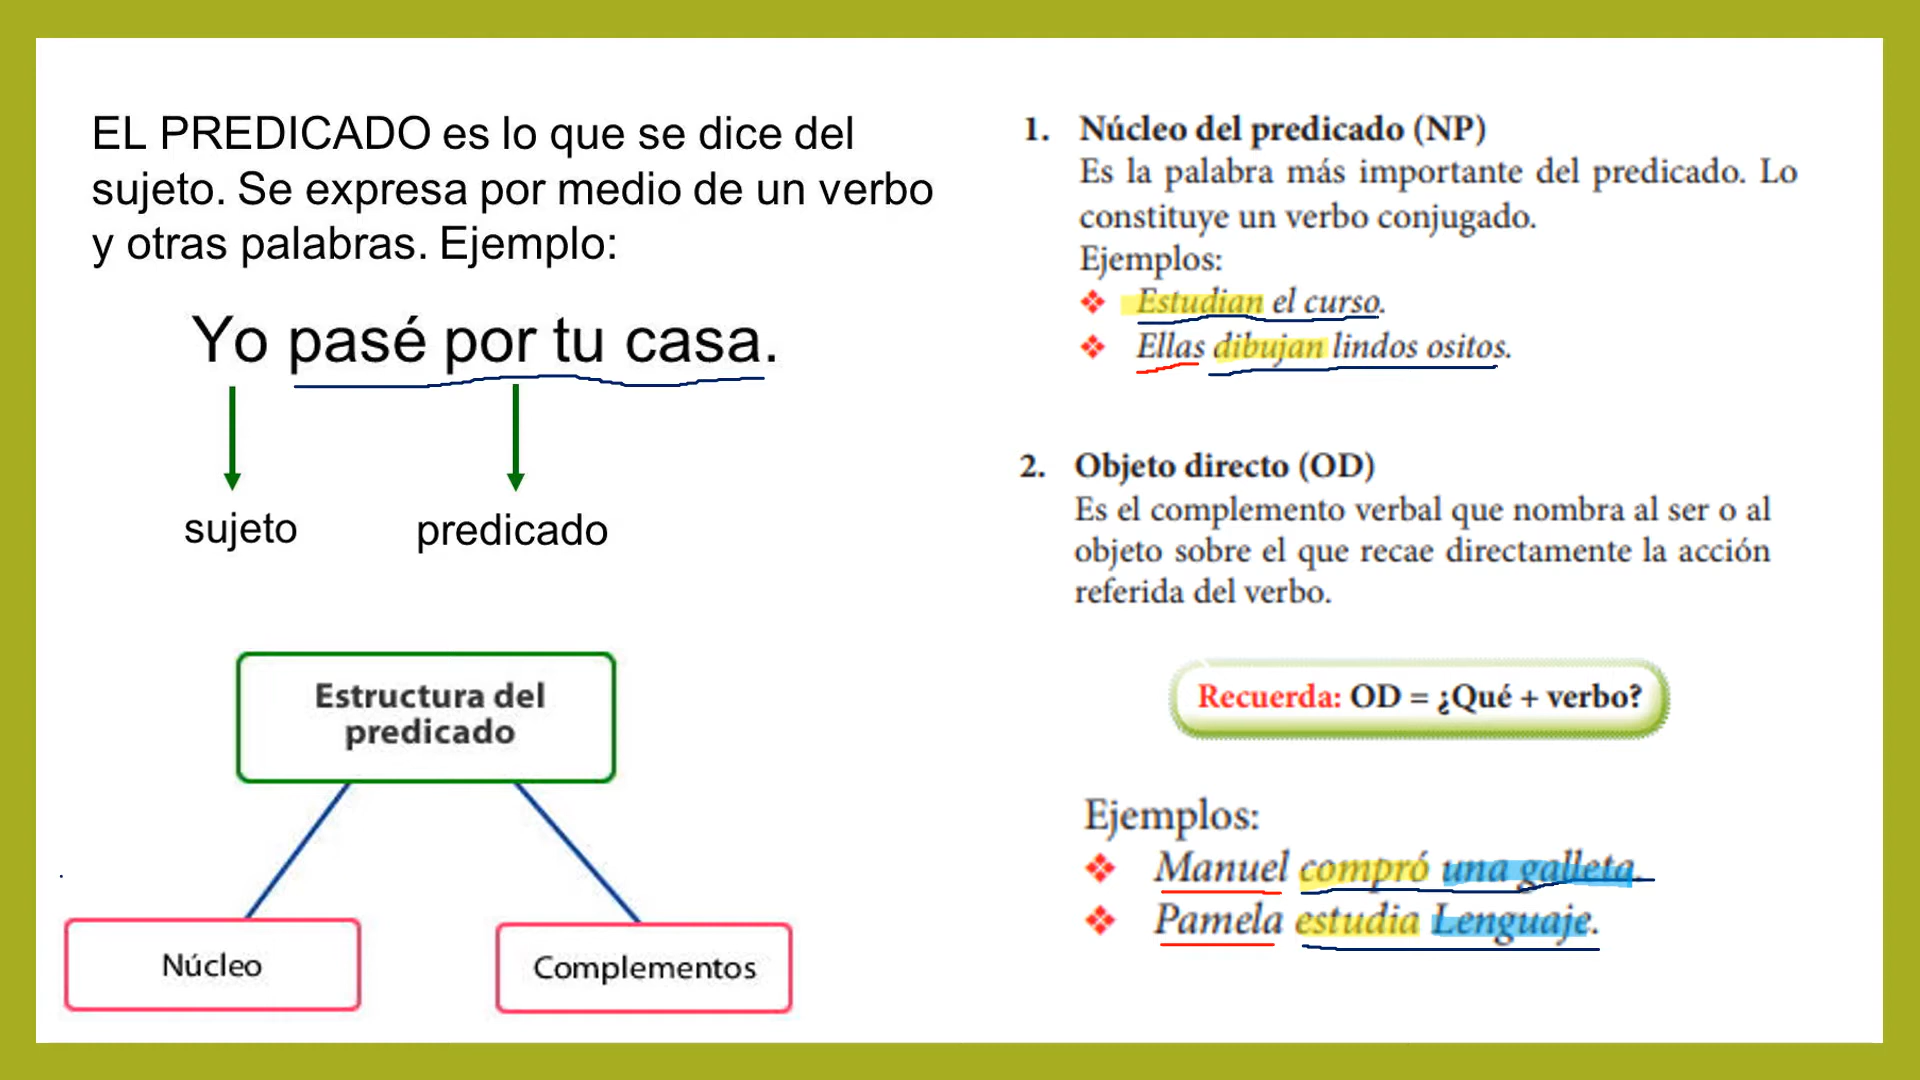 EL PREDICADO es lo que se dice del
sujeto. Se expresa por medio de un verbo
y otras palabras. Ejemplo:
Yo pasé por tu casa.
sujeto
predicado
Estructura del
predicado
Núcleo
Complementos
1. Núcleo del predicado (NP)
Es la palabra más importante del predicado. Lo
constituye un verbo conjugado.
Ejemplos:
❖ Estudian el curso.
❖ Ellas dibujan lindos ositos.
2. Objeto directo (OD)
Es el complemento verbal que nombra al ser o al
objeto sobre el que recae directamente la acción
referida del verbo.
Recuerda: OD = ¿Qué + verbo?
Ejemplos:
❖ Manuel compró una galleta.
❖ Pamela estudia Lenguaje.